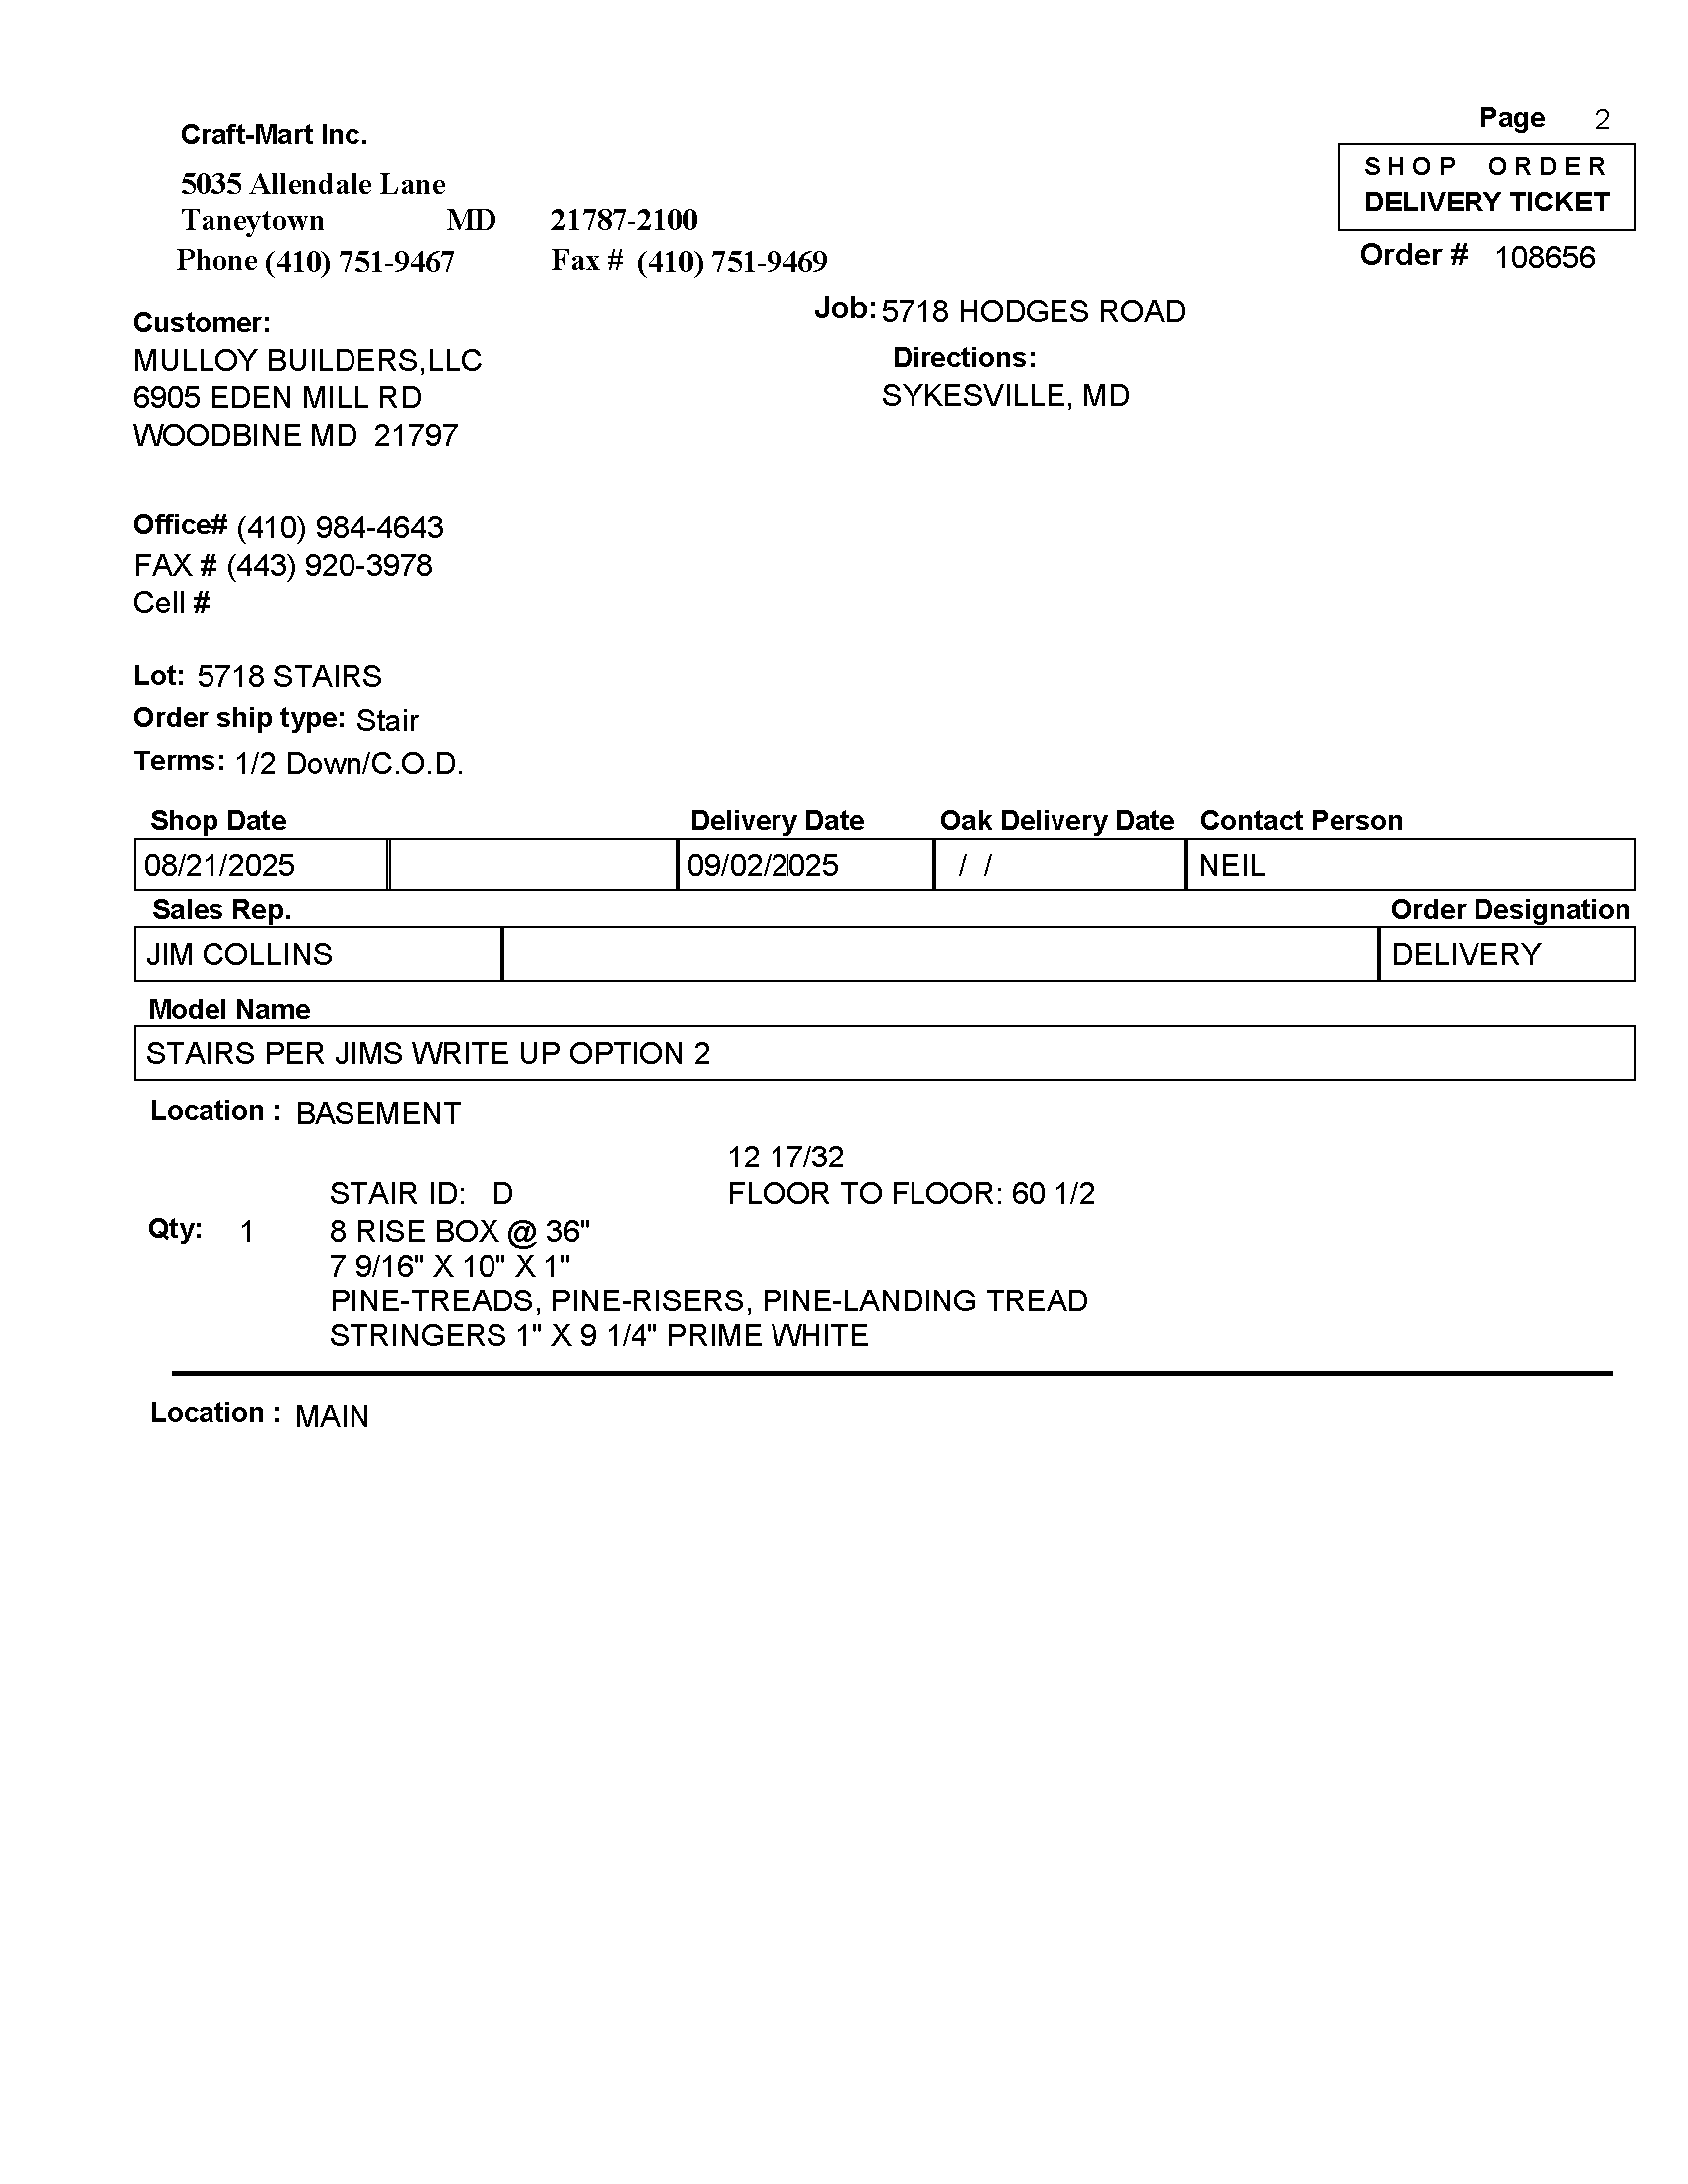 Page 2
Craft-Mart Inc.
SHOP ORDER
DELIVERY TICKET
5035 Allendale Lane
Taneytown MD 21787-2100
Phone (410) 751-9467 Fax # (410) 751-9469
Order # 108656
Job: 5718 HODGES ROAD
Customer:
MULLOY BUILDERS,LLC
6905 EDEN MILL RD
WOODBINE MD 21797
Directions:
SYKESVILLE, MD
Office# (410) 984-4643
FAX # (443) 920-3978
Cell #
Lot: 5718 STAIRS
Order ship type: Stair
Terms: 1/2 Down/C.O.D.
Shop Date Delivery Date Oak Delivery Date Contact Person
08/21/2025 09/02/2025 / / NEIL
Sales Rep. Order Designation
JIM COLLINS DELIVERY
Model Name
STAIRS PER JIMS WRITE UP OPTION 2
Location : BASEMENT
12 17/32
STAIR ID: D FLOOR TO FLOOR: 60 1/2
Qty: 1 8 RISE BOX @ 36"
7 9/16" X 10" X 1"
PINE-TREADS, PINE-RISERS, PINE-LANDING TREAD
STRINGERS 1" X 9 1/4" PRIME WHITE
Location : MAIN